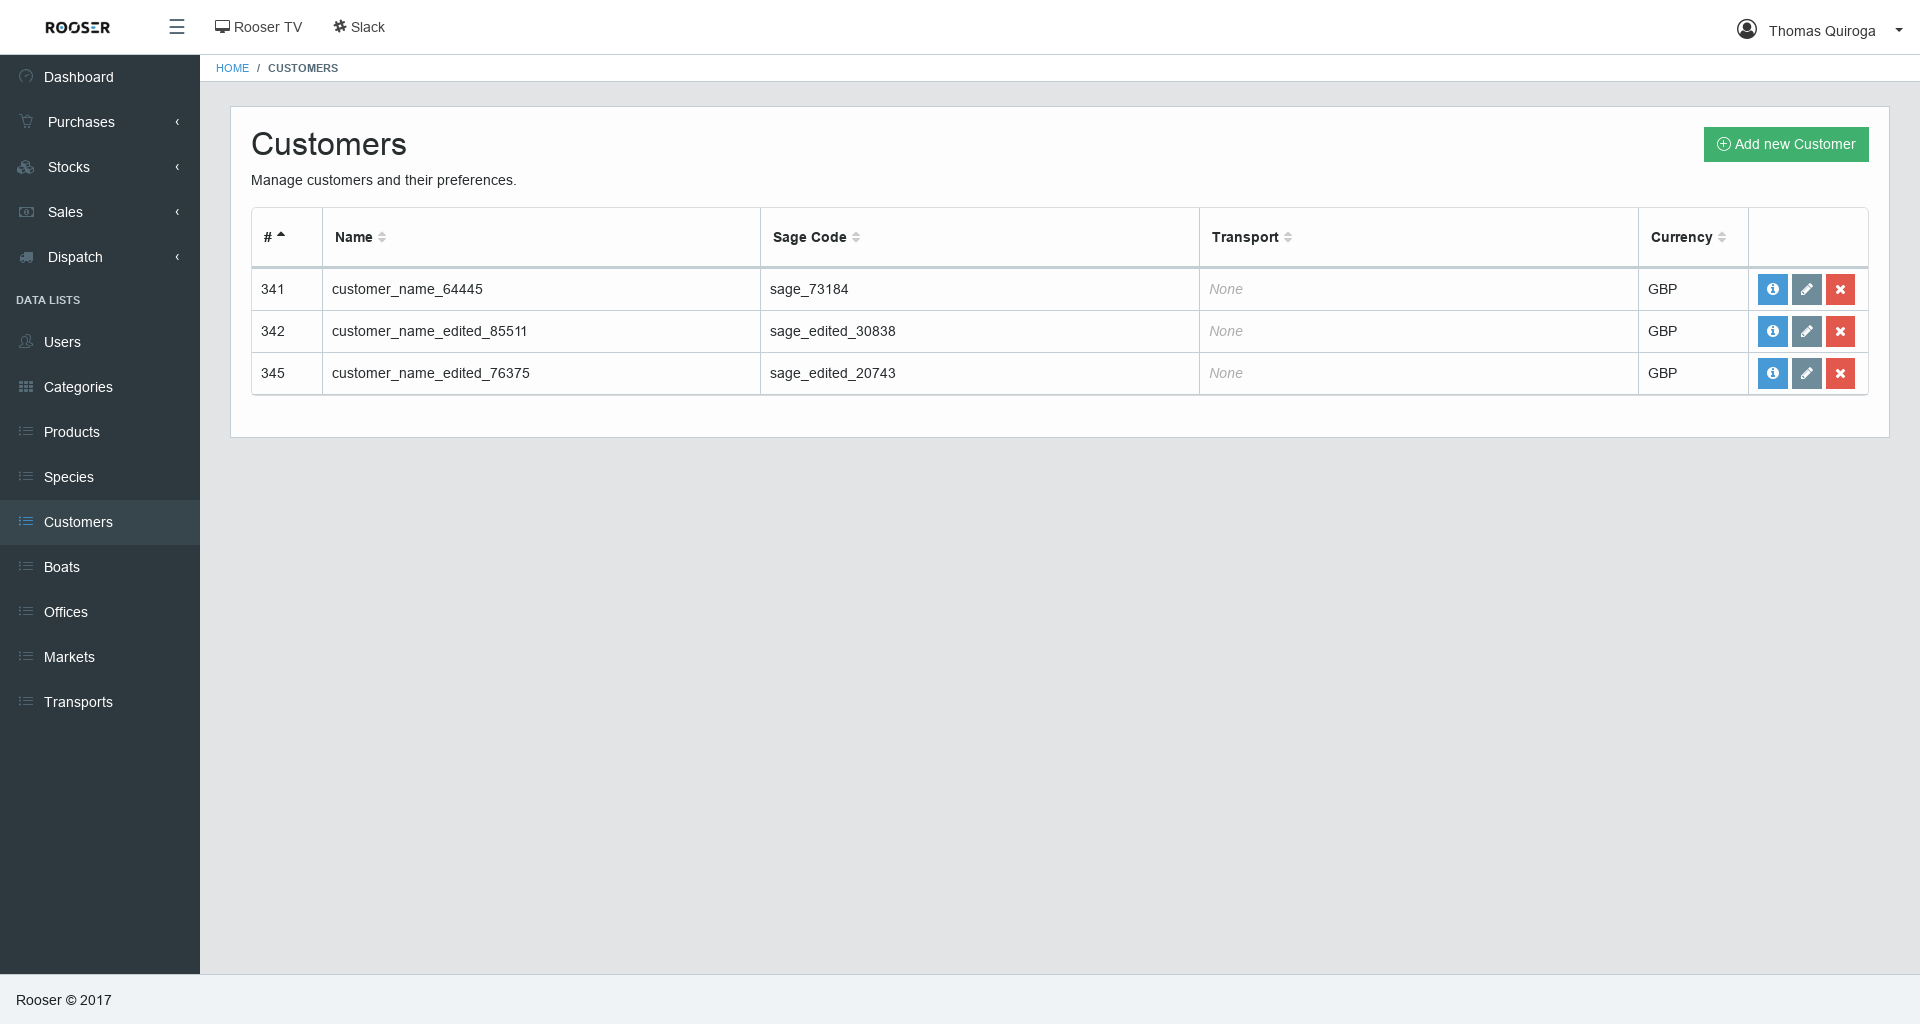 ROOSER
Rooser TV
Slack
Thomas Quiroga
HOME / CUSTOMERS
Dashboard
Purchases
Stocks
Sales
Dispatch
DATA LISTS
Users
Categories
Products
Species
Customers
Boats
Offices
Markets
Transports
Customers
Add new Customer
Manage customers and their preferences.
# Name Sage Code Transport Currency
341 customer_name_64445 sage_73184 None GBP
342 customer_name_edited_85511 sage_edited_30838 None GBP
345 customer_name_edited_76375 sage_edited_20743 None GBP
Rooser © 2017